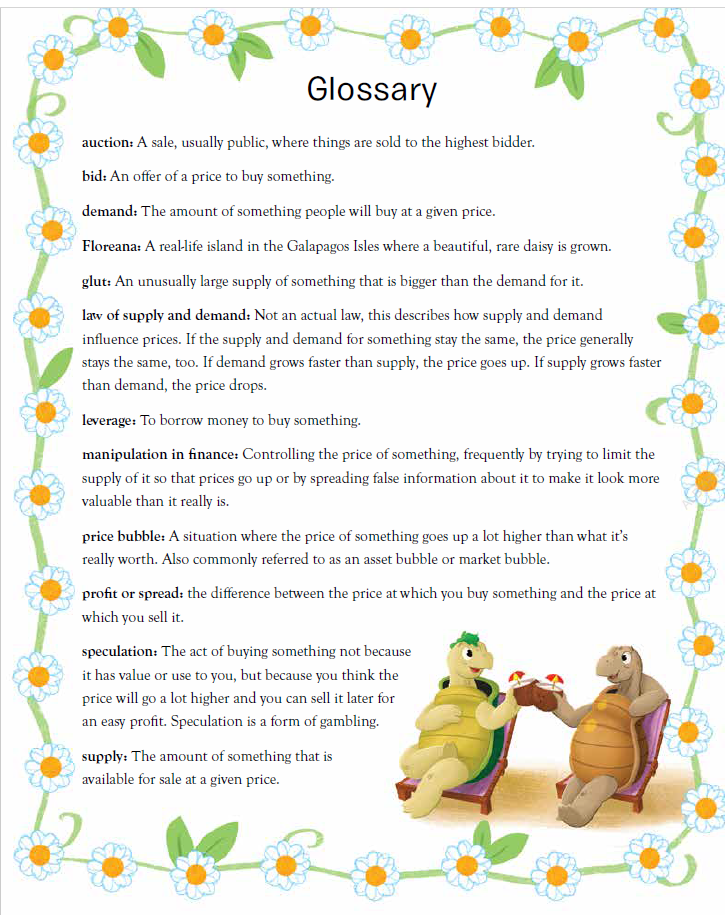 Glossary
auction: A sale, usually public, where things are sold to the highest bidder.
bid: An offer of a price to buy something.
demand: The amount of something people will buy at a given price.
Floreana: A real-life island in the Galapagos Isles where a beautiful, rare daisy is grown.
glut: An unusually large supply of something that is bigger than the demand for it.
law of supply and demand: Not an actual law, this describes how supply and demand
influence prices. If the supply and demand for something stay the same, the price generally
stays the same, too. If demand grows faster than supply, the price goes up. If supply grows faster
than demand, the price drops.
leverage: To borrow money to buy something.
manipulation in finance: Controlling the price of something, frequently by trying to limit the
supply of it so that prices go up or by spreading false information about it to make it look more
valuable than it really is.
price bubble: A situation where the price of something goes up a lot higher than what it’s
really worth. Also commonly referred to as an asset bubble or market bubble.
profit or spread: the difference between the price at which you buy something and the price at
which you sell it.
speculation: The act of buying something not because
it has value or use to you, but because you think the
price will go a lot higher and you can sell it later for
an easy profit. Speculation is a form of gambling.
supply: The amount of something that is
available for sale at a given price.